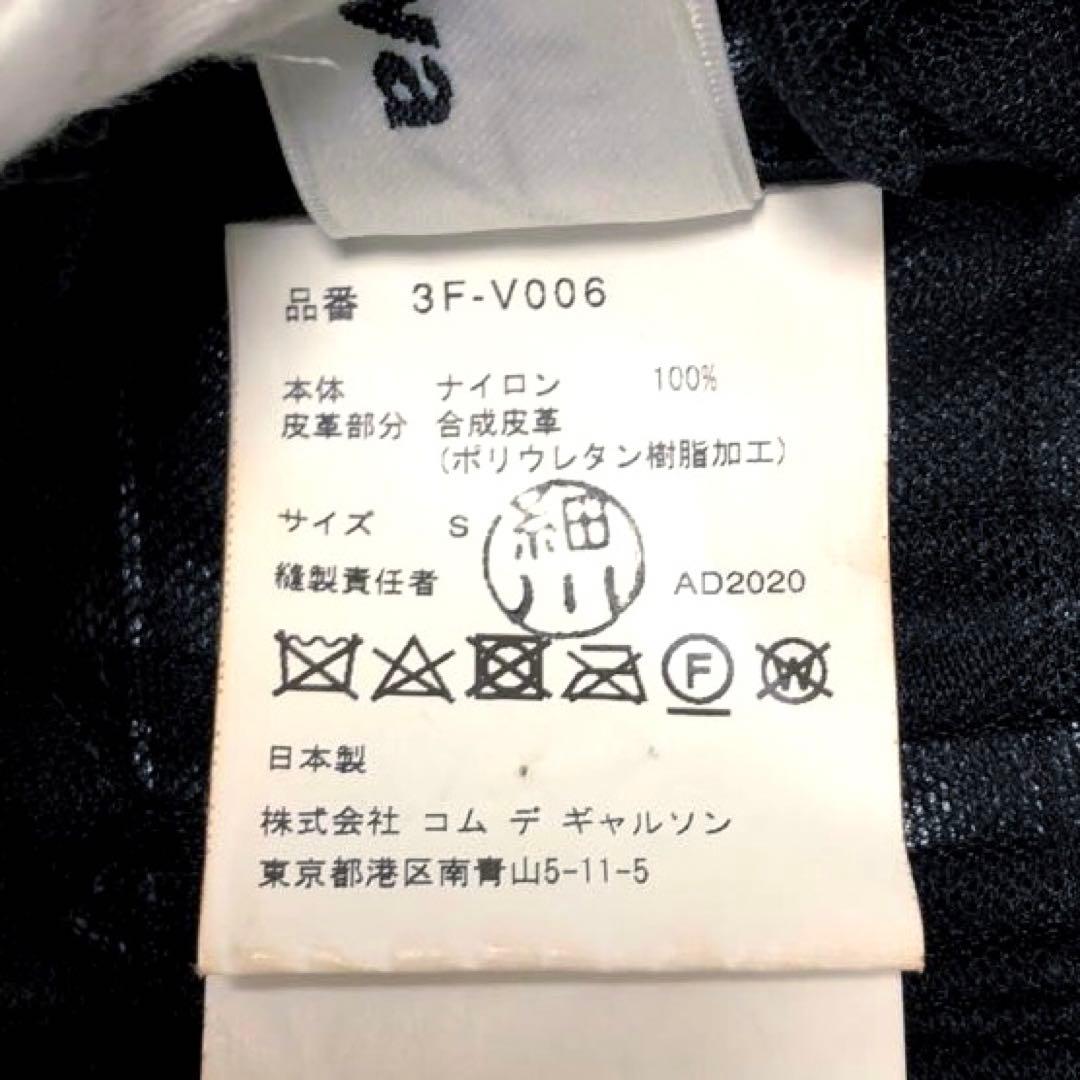 va
品番 3F-V006
本体 ナイロン 100%
皮革部分 合成皮革
(ポリウレタン樹脂加工)
サイズ S
細川
縫製責任者 AD2020
F W
日本製
株式会社 コム デ ギャルソン
東京都港区南青山5-11-5